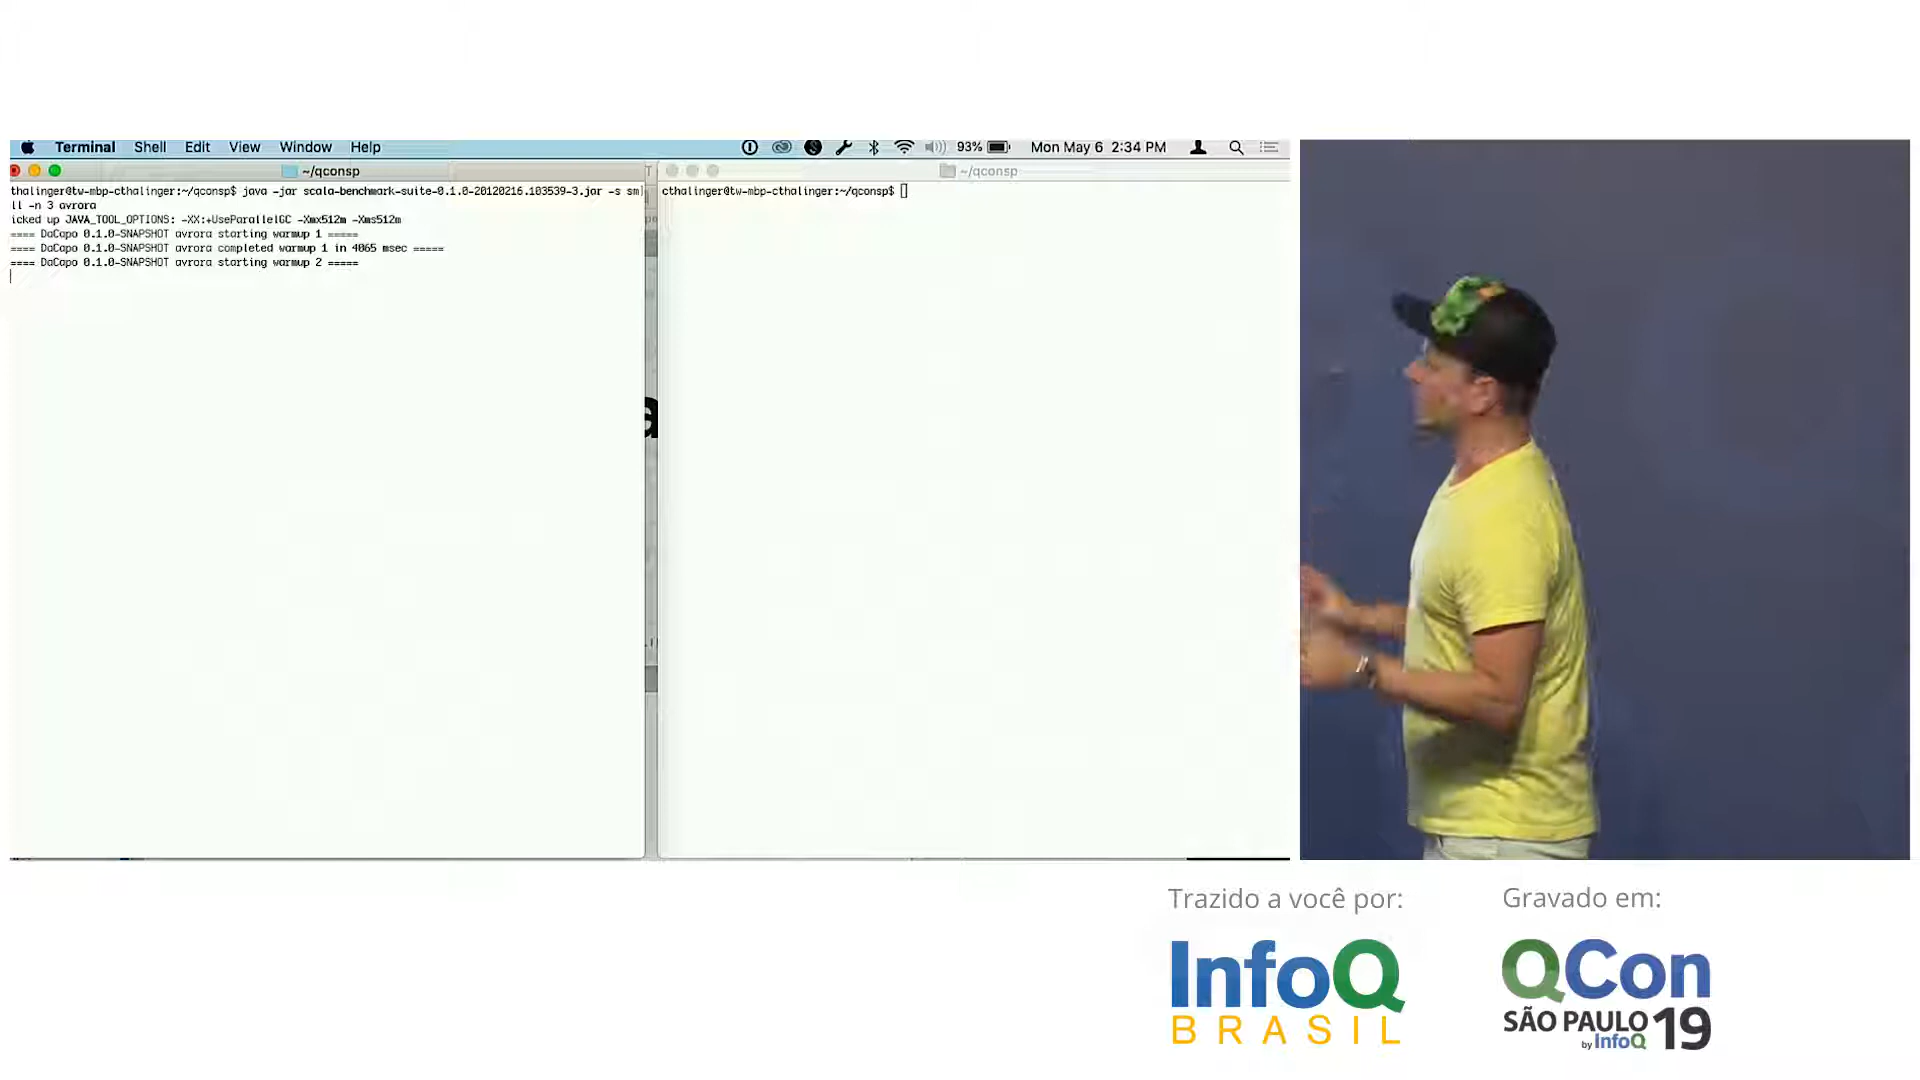 Terminal Shell Edit View Window Help 93% Mon May 6 2:34 PM
~/qconsp
~/qconsp
thalinger@tw-mbp-cthalinger:~/qconsp$ java -jar scala-benchmark-suite-0.1.0-20120216.103539-3.jar -s sm
ll -n 3 avrora
icked up JAVA_TOOL_OPTIONS: -XX:+UseParallelGC -Xmx512m -Xms512m
==== DaCapo 0.1.0-SNAPSHOT avrora starting warmup 1 =====
==== DaCapo 0.1.0-SNAPSHOT avrora completed warmup 1 in 4065 msec =====
==== DaCapo 0.1.0-SNAPSHOT avrora starting warmup 2 =====
a
cthalinger@tw-mbp-cthalinger:~/qconsp$
Trazido a você por:
InfoQ
BRASIL
Gravado em:
QCon
SÃO PAULO 19
by InfoQ